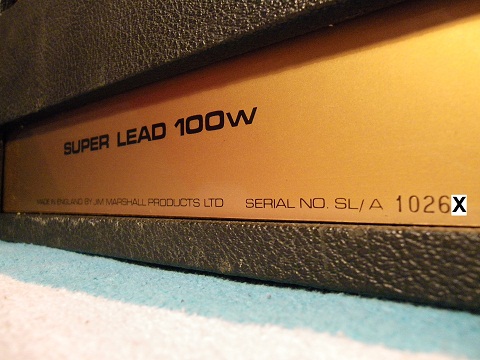 SUPER LEAD 100W
MADE IN ENGLAND BY JIM MARSHALL PRODUCTS LTD SERIAL NO. SL/A 1026X